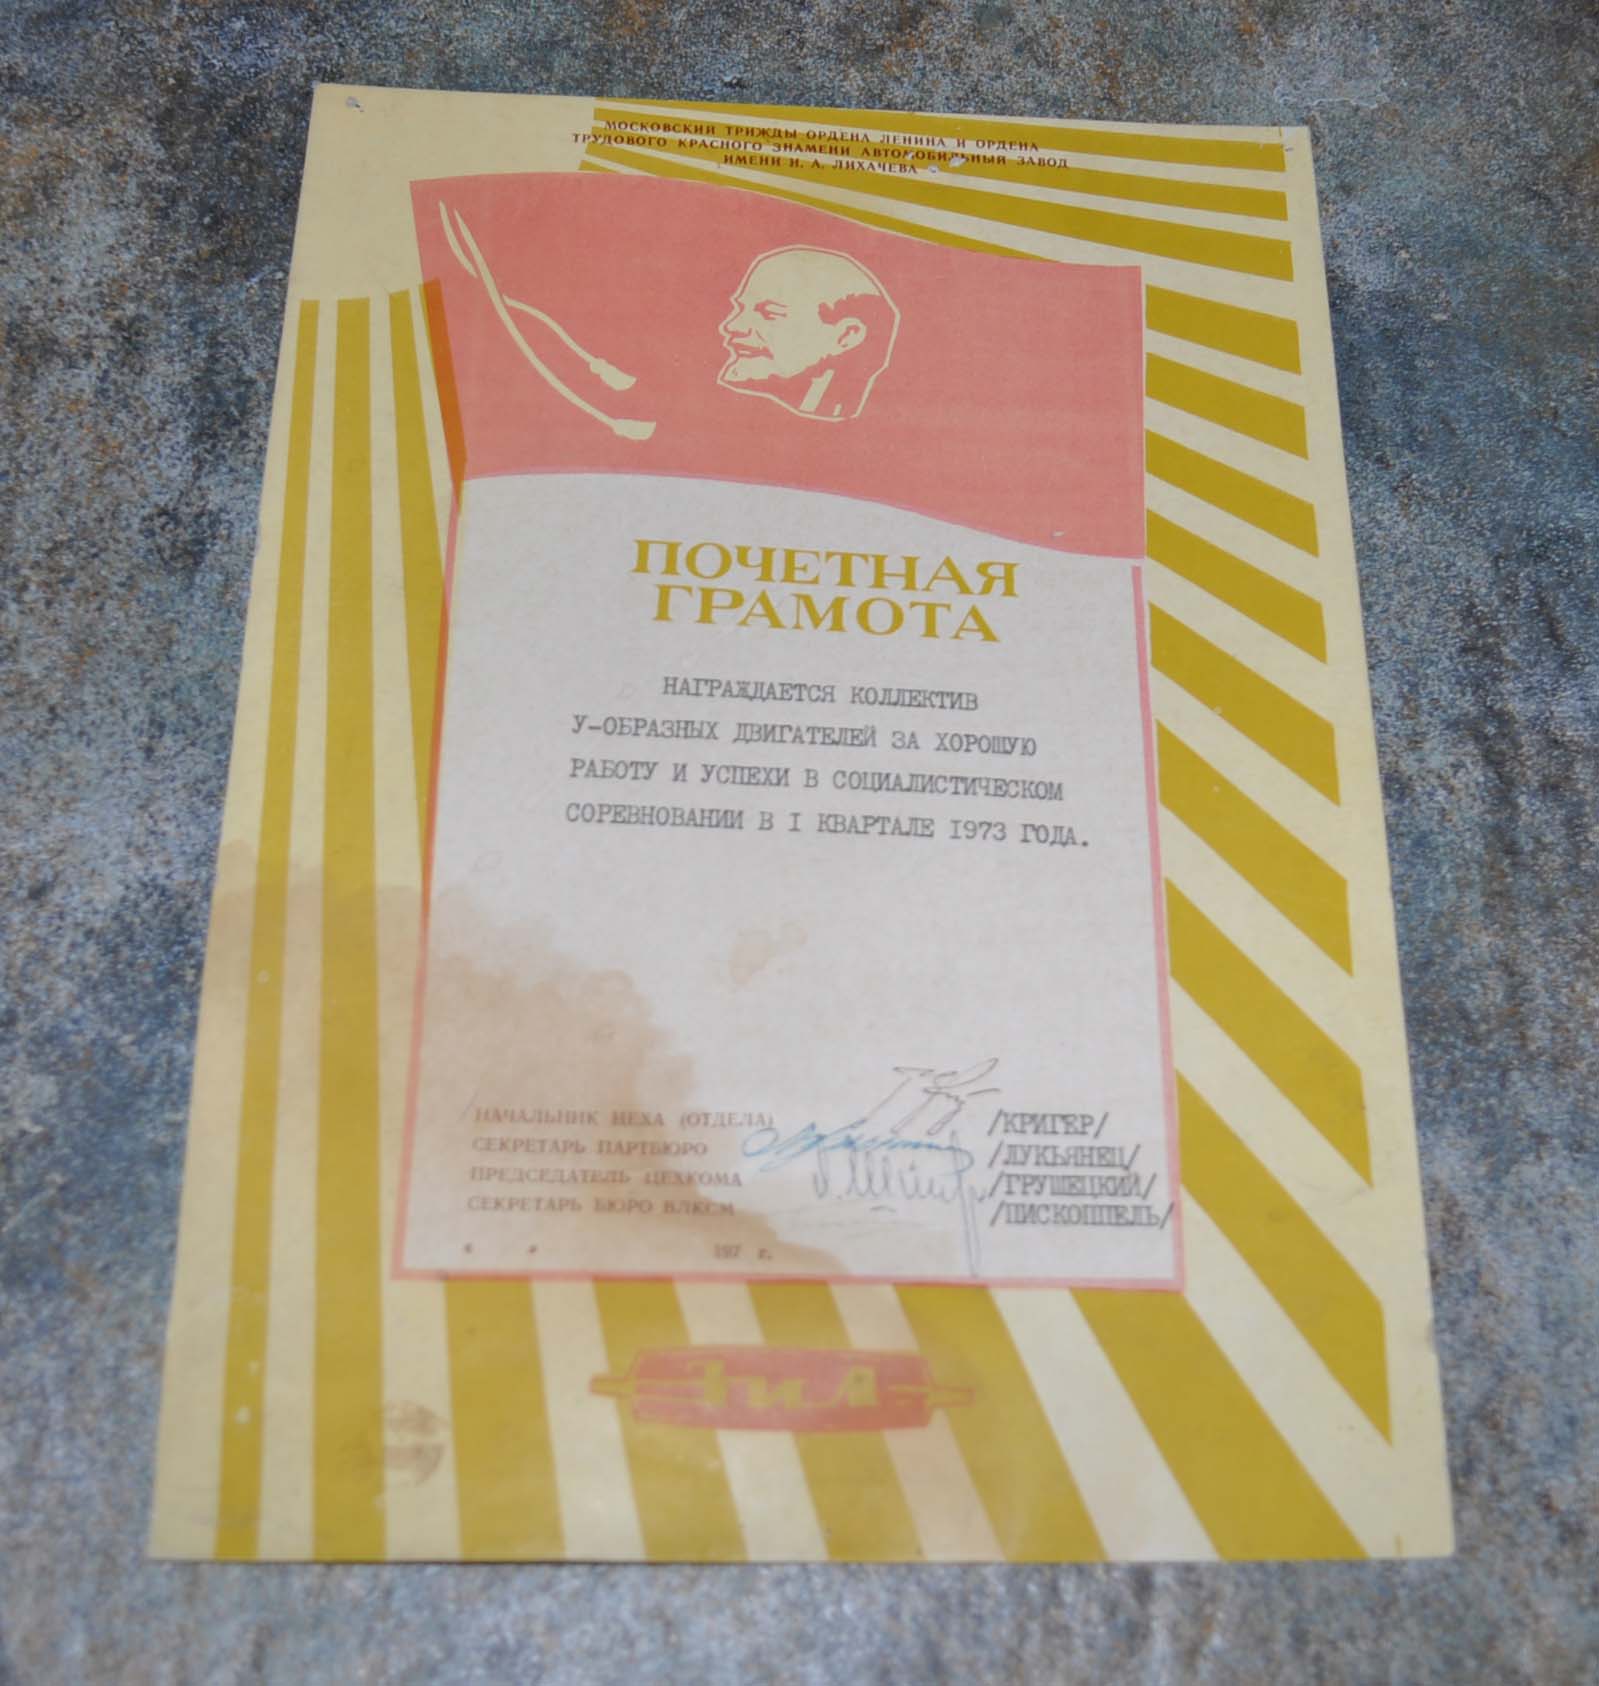 МОСКОВСКИЙ ТРИЖДЫ ОРДЕНА ЛЕНИНА И ОРДЕНА
ТРУДОВОГО КРАСНОГО ЗНАМЕНИ АВТОМОБИЛЬНЫЙ ЗАВОД
ИМЕНИ И. А. ЛИХАЧЕВА
ПОЧЕТНАЯ
ГРАМОТА
НАГРАЖДАЕТСЯ КОЛЛЕКТИВ
У-ОБРАЗНЫХ ДВИГАТЕЛЕЙ ЗА ХОРОШУЮ
РАБОТУ И УСПЕХИ В СОЦИАЛИСТИЧЕСКОМ
СОРЕВНОВАНИИ В I КВАРТАЛЕ 1973 ГОДА.
НАЧАЛЬНИК ЦЕХА (ОТДЕЛА) /КРИГЕР/
СЕКРЕТАРЬ ПАРТБЮРО /ЛУКЬЯНЕЦ/
ПРЕДСЕДАТЕЛЬ ЦЕХКОМА /ГРУШЕЦКИЙ/
СЕКРЕТАРЬ БЮРО ВЛКСМ /ПИСКОППЕЛЬ/
« » 197 г.
ЗИЛ